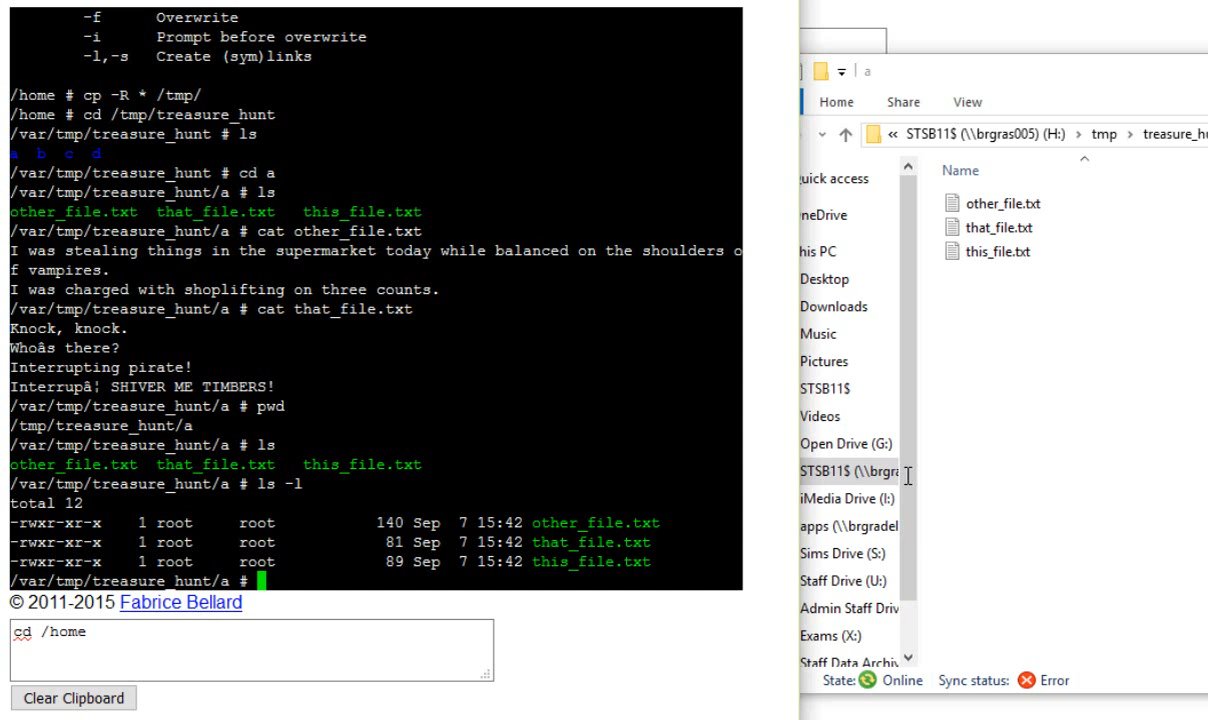 -f Overwrite
-i Prompt before overwrite
-l,-s Create (sym)links
/home # cp -R * /tmp/
/home # cd /tmp/treasure_hunt
/var/tmp/treasure_hunt # ls
a b c d
/var/tmp/treasure_hunt # cd a
/var/tmp/treasure_hunt/a # ls
other_file.txt that_file.txt this_file.txt
/var/tmp/treasure_hunt/a # cat other_file.txt
I was stealing things in the supermarket today while balanced on the shoulders o
f vampires.
I was charged with shoplifting on three counts.
/var/tmp/treasure_hunt/a # cat that_file.txt
Knock, knock.
Whoâs there?
Interrupting pirate!
Interrupâ¦ SHIVER ME TIMBERS!
/var/tmp/treasure_hunt/a # pwd
/tmp/treasure_hunt/a
/var/tmp/treasure_hunt/a # ls
other_file.txt that_file.txt this_file.txt
/var/tmp/treasure_hunt/a # ls -l
total 12
-rwxr-xr-x 1 root root 140 Sep 7 15:42 other_file.txt
-rwxr-xr-x 1 root root 81 Sep 7 15:42 that_file.txt
-rwxr-xr-x 1 root root 89 Sep 7 15:42 this_file.txt
/var/tmp/treasure_hunt/a #
© 2011-2015 Fabrice Bellard
cd /home
Clear Clipboard
a
Home Share View
« STSB11$ (\\brgras005) (H:) › tmp › treasure_hu
uick access
neDrive
his PC
Desktop
Downloads
Music
Pictures
STSB11$
Videos
Open Drive (G:)
STSB11$ (\\brgra
iMedia Drive (I:)
apps (\\brgradel
Sims Drive (S:)
Staff Drive (U:)
Admin Staff Driv
Exams (X:)
Staff Data Archiv
Name
other_file.txt
that_file.txt
this_file.txt
State: Online Sync status: Error